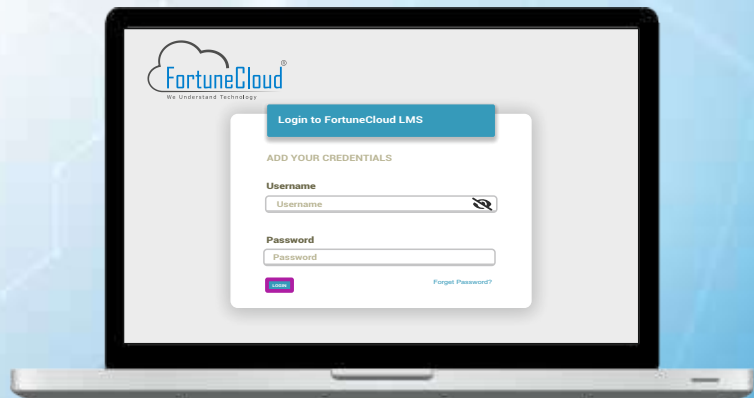 FortuneCloud®
We Understand Technology
Login to FortuneCloud LMS
ADD YOUR CREDENTIALS
Username
Username
Password
Password
LOGIN
Forget Password?